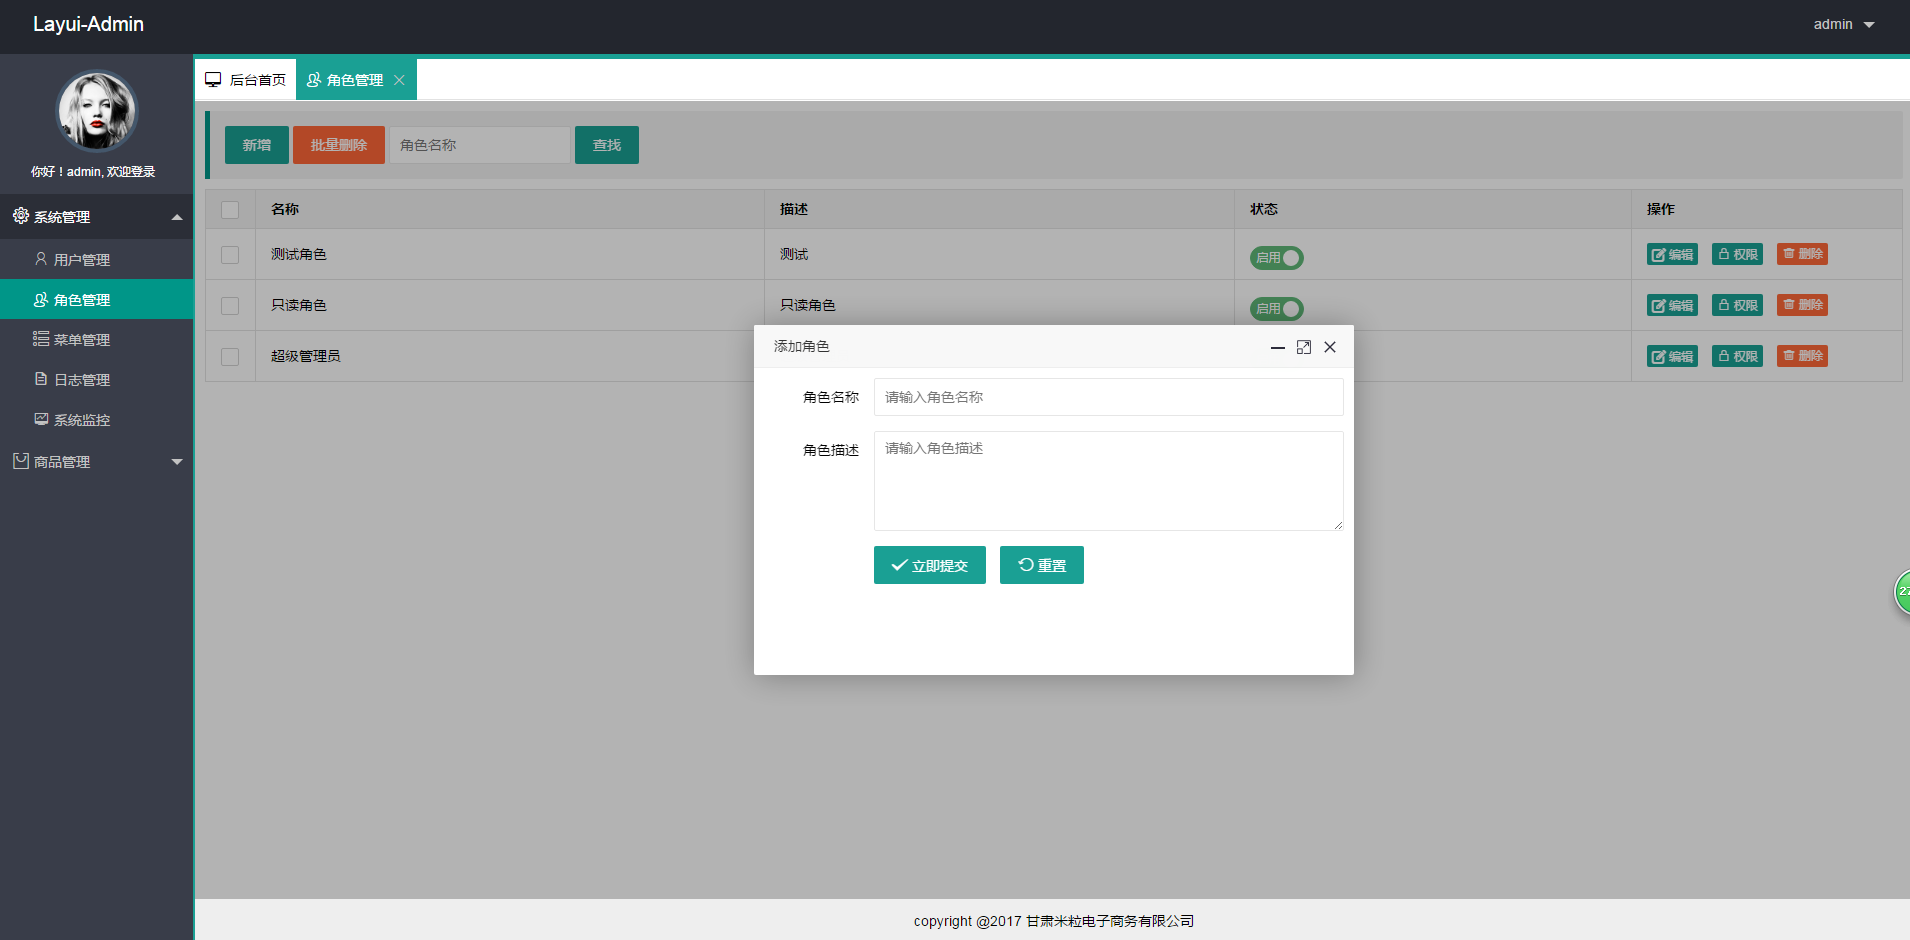 Layui-Admin
admin
你好！admin, 欢迎登录
系统管理
用户管理
角色管理
菜单管理
日志管理
系统监控
商品管理
后台首页 角色管理
新增 批量删除 角色名称 查找
名称 描述 状态 操作
测试角色 测试 启用 编辑 权限 删除
只读角色 只读角色 启用 编辑 权限 删除
超级管理员 编辑 权限 删除
添加角色
角色名称 请输入角色名称
角色描述 请输入角色描述
立即提交 重置
copyright @2017 甘肃米粒电子商务有限公司